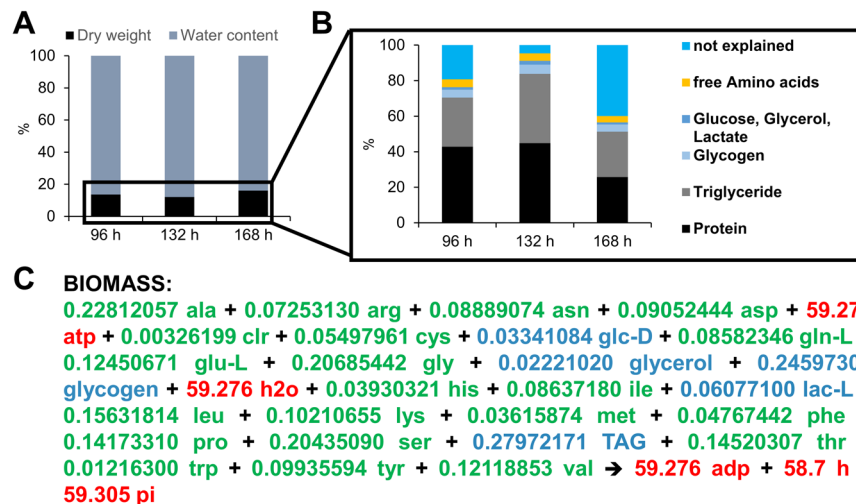 A
Dry weight Water content
100
80
60
40
20
0
%
96 h 132 h 168 h
B
100
80
60
40
20
0
%
96 h 132 h 168 h
not explained
free Amino acids
Glucose, Glycerol,
Lactate
Glycogen
Triglyceride
Protein
C
BIOMASS:
0.22812057 ala + 0.07253130 arg + 0.08889074 asn + 0.09052444 asp + 59.27
atp + 0.00326199 clr + 0.05497961 cys + 0.03341084 glc-D + 0.08582346 gln-L
0.12450671 glu-L + 0.20685442 gly + 0.02221020 glycerol + 0.2459730
glycogen + 59.276 h2o + 0.03930321 his + 0.08637180 ile + 0.06077100 lac-L
0.15631814 leu + 0.10210655 lys + 0.03615874 met + 0.04767442 phe
0.14173310 pro + 0.20435090 ser + 0.27972171 TAG + 0.14520307 thr
0.01216300 trp + 0.09935594 tyr + 0.12118853 val → 59.276 adp + 58.7 h
59.305 pi